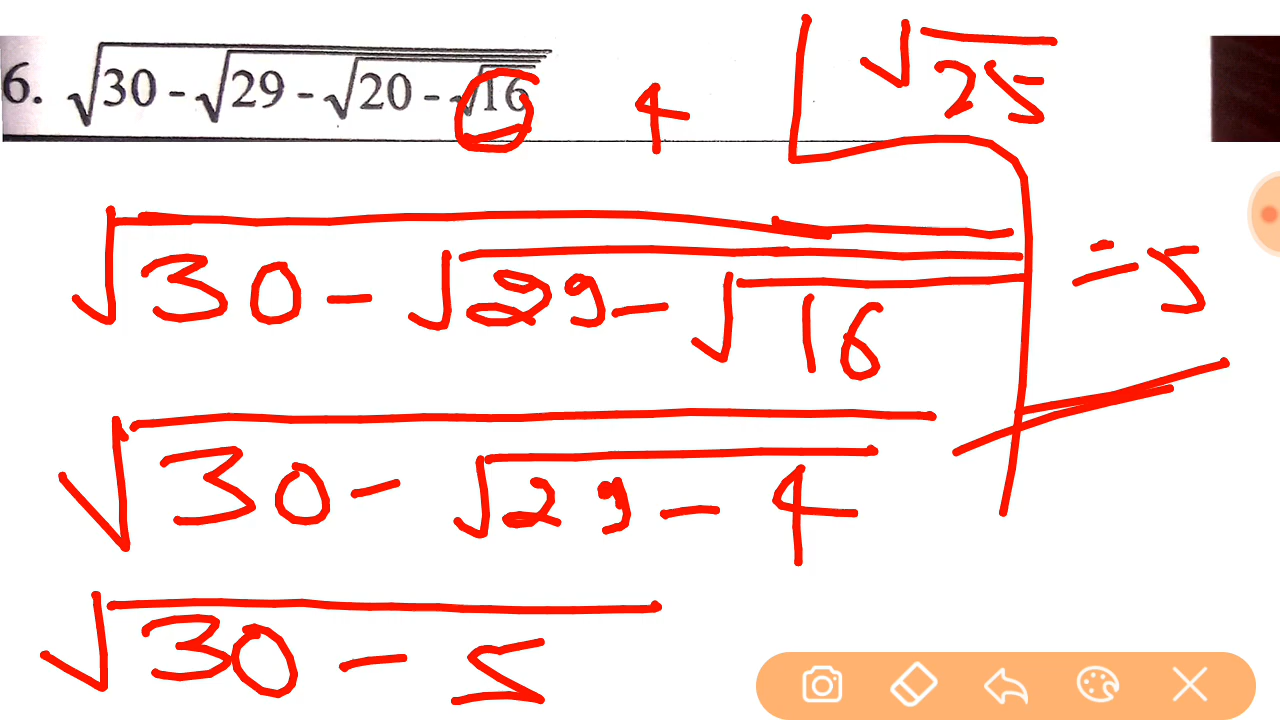 6. √30 - √29 - √20 - √16
4
√25
√30 - √29 - √16
= 5
√30 - √29 - 4
√30 - 5